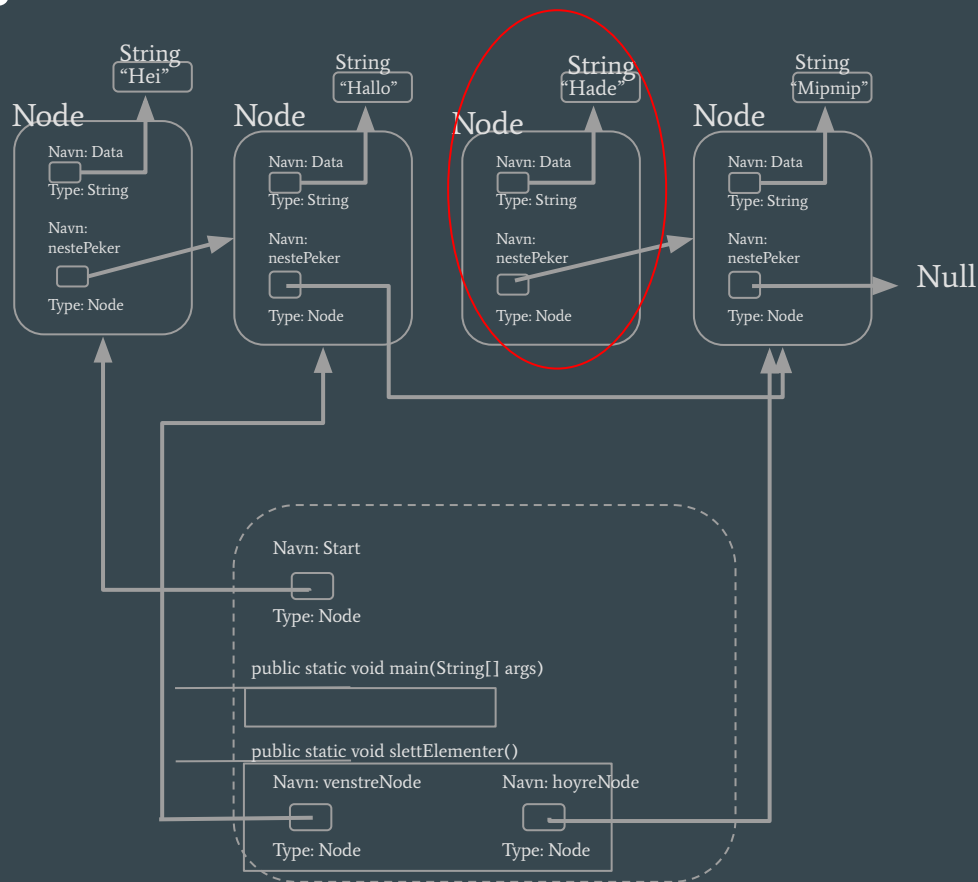 String
“Hei”
String
“Hallo”
String
“Hade”
String
“Mipmip”
Node
Navn: Data
Type: String
Navn:
nestePeker
Type: Node
Node
Navn: Data
Type: String
Navn:
nestePeker
Type: Node
Node
Navn: Data
Type: String
Navn:
nestePeker
Type: Node
Node
Navn: Data
Type: String
Navn:
nestePeker
Type: Node
Null
Navn: Start
Type: Node
public static void main(String[] args)
public static void slettElementer()
Navn: venstreNode
Type: Node
Navn: hoyreNode
Type: Node